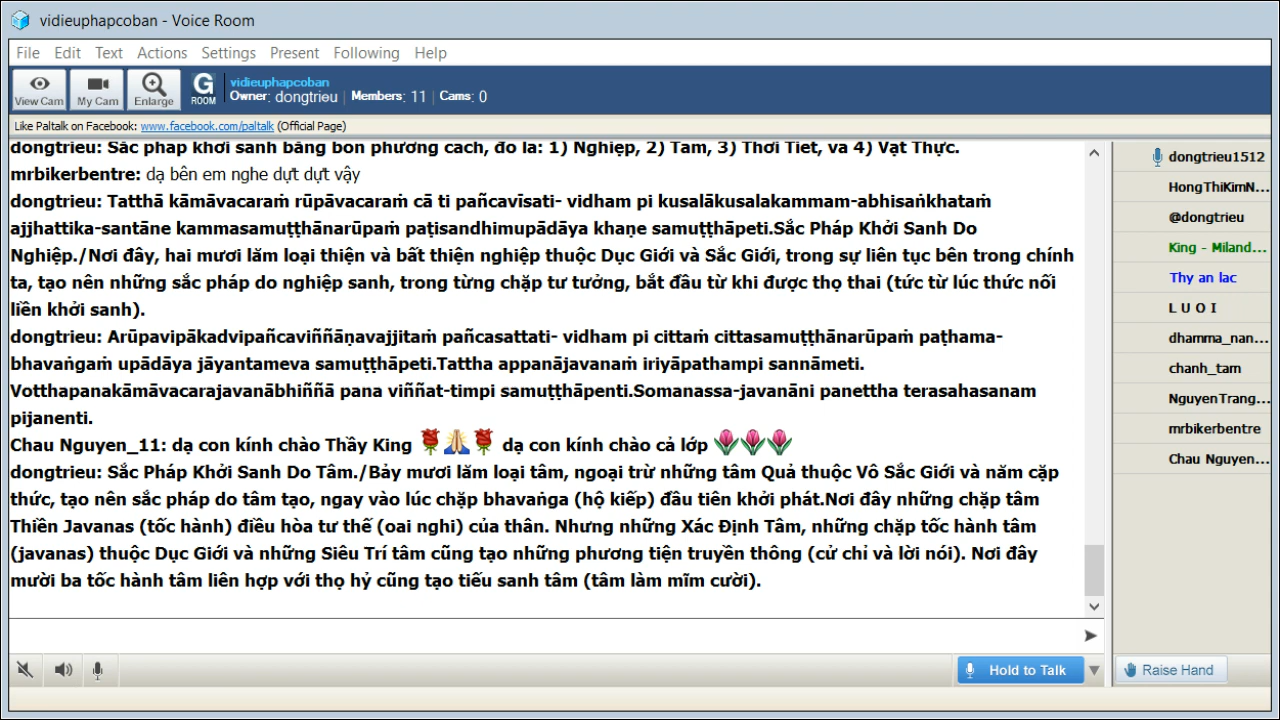 vidieuphapcoban - Voice Room
File Edit Text Actions Settings Present Following Help
View Cam My Cam Enlarge G ROOM vidieuphapcoban
Owner: dongtrieu | Members: 11 | Cams: 0
Like Paltalk on Facebook: www.facebook.com/paltalk (Official Page)
dongtrieu: Sắc pháp khởi sanh bằng bốn phương cách, đó là: 1) Nghiệp, 2) Tâm, 3) Thời Tiết, và 4) Vật Thực.
mrbikerbentre: dạ bên em nghe dựt dựt vậy
dongtrieu: Tatthā kāmāvacaraṁ rūpāvacaraṁ cā ti pañcavīsati- vidham pi kusalākusalakammam-abhisaṅkhataṁ
ajjhattika-santāne kammasamuṭṭhānarūpaṁ paṭisandhimupādāya khaṇe samuṭṭhāpeti.Sắc Pháp Khởi Sanh Do
Nghiệp./Nơi đây, hai mươi lăm loại thiện và bất thiện nghiệp thuộc Dục Giới và Sắc Giới, trong sự liên tục bên trong chính
ta, tạo nên những sắc pháp do nghiệp sanh, trong từng chặp tư tưởng, bắt đầu từ khi được thọ thai (tức từ lúc thức nối
liền khởi sanh).
dongtrieu: Arūpavipākadvipañcaviññāṇavajjitaṁ pañcasattati- vidham pi cittaṁ cittasamuṭṭhānarūpaṁ paṭhama-
bhavaṅgaṁ upādāya jāyantameva samuṭṭhāpeti.Tattha appanājavanaṁ iriyāpathampi sannāmeti.
Votthapanakāmāvacarajavanābhiññā pana viññat-timpi samuṭṭhāpenti.Somanassa-javanāni panettha terasahasanam
pijanenti.
Chau Nguyen_11: dạ con kính chào Thầy King 🌹🙏🌹 dạ con kính chào cả lớp 🌷🌷🌷
dongtrieu: Sắc Pháp Khởi Sanh Do Tâm./Bảy mươi lăm loại tâm, ngoại trừ những tâm Quả thuộc Vô Sắc Giới và năm cặp
thức, tạo nên sắc pháp do tâm tạo, ngay vào lúc chặp bhavaṅga (hộ kiếp) đầu tiên khởi phát.Nơi đây những chặp tâm
Thiền Javanas (tốc hành) điều hòa tư thế (oai nghi) của thân. Nhưng những Xác Định Tâm, những chặp tốc hành tâm
(javanas) thuộc Dục Giới và những Siêu Trí tâm cũng tạo những phương tiện truyền thông (cử chỉ và lời nói). Nơi đây
mười ba tốc hành tâm liên hợp với thọ hỷ cũng tạo tiếu sanh tâm (tâm làm mĩm cười).
dongtrieu1512
HongThiKimN...
@dongtrieu
King - Miland...
Thy an lac
L U O I
dhamma_nan...
chanh_tam
NguyenTrang...
mrbikerbentre
Chau Nguyen...
Hold to Talk
Raise Hand